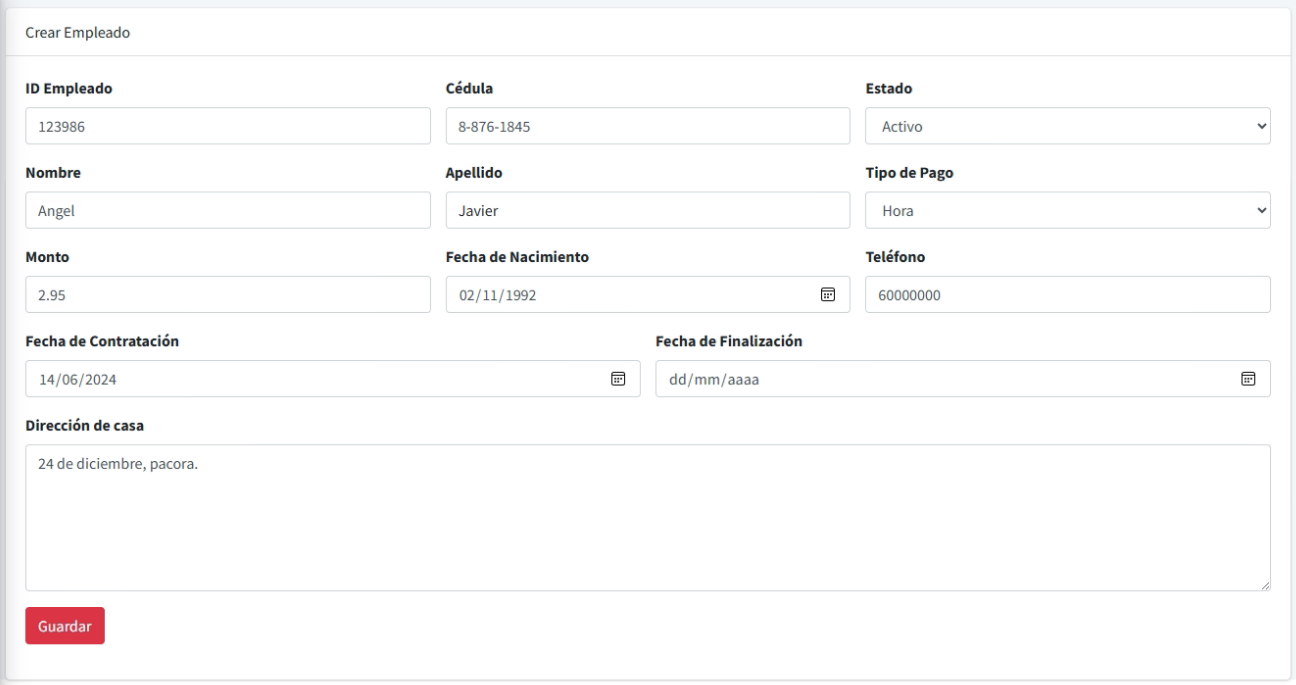 Crear Empleado
ID Empleado Cédula Estado
123986 8-876-1845 Activo
Nombre Apellido Tipo de Pago
Angel Javier Hora
Monto Fecha de Nacimiento Teléfono
2.95 02/11/1992 60000000
Fecha de Contratación Fecha de Finalización
14/06/2024 dd/mm/aaaa
Dirección de casa
24 de diciembre, pacora.
Guardar